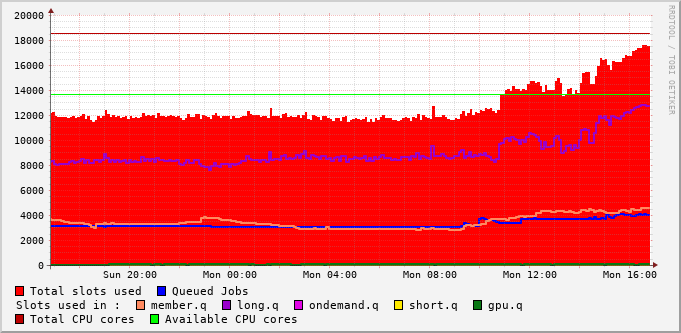 20000
18000
16000
14000
12000
10000
8000
6000
4000
2000
0
Sun 20:00 Mon 00:00 Mon 04:00 Mon 08:00 Mon 12:00 Mon 16:00
Total slots used Queued Jobs
Slots used in : member.q long.q ondemand.q short.q gpu.q
Total CPU cores Available CPU cores
RRDTOOL / TOBI OETIKER